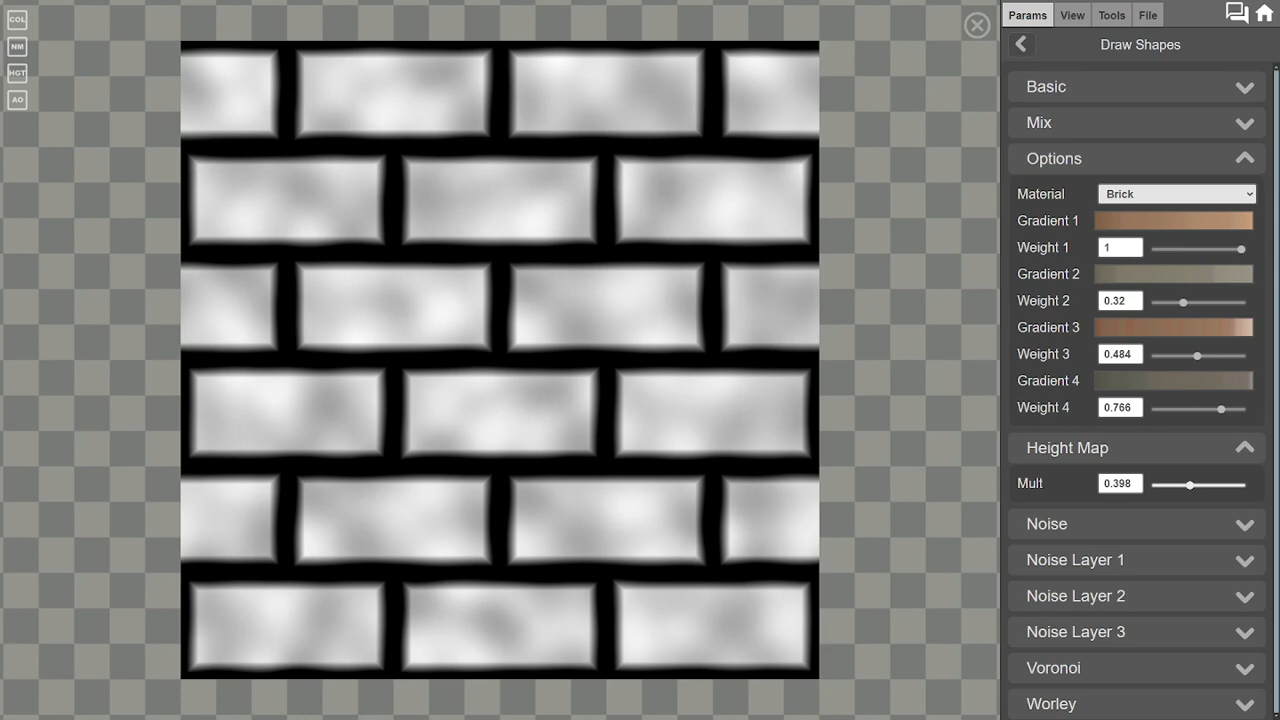 COL
NM
HGT
AO
Params View Tools File
Draw Shapes
Basic
Mix
Options
Material Brick
Gradient 1
Weight 1 1
Gradient 2
Weight 2 0.32
Gradient 3
Weight 3 0.484
Gradient 4
Weight 4 0.766
Height Map
Mult 0.398
Noise
Noise Layer 1
Noise Layer 2
Noise Layer 3
Voronoi
Worley